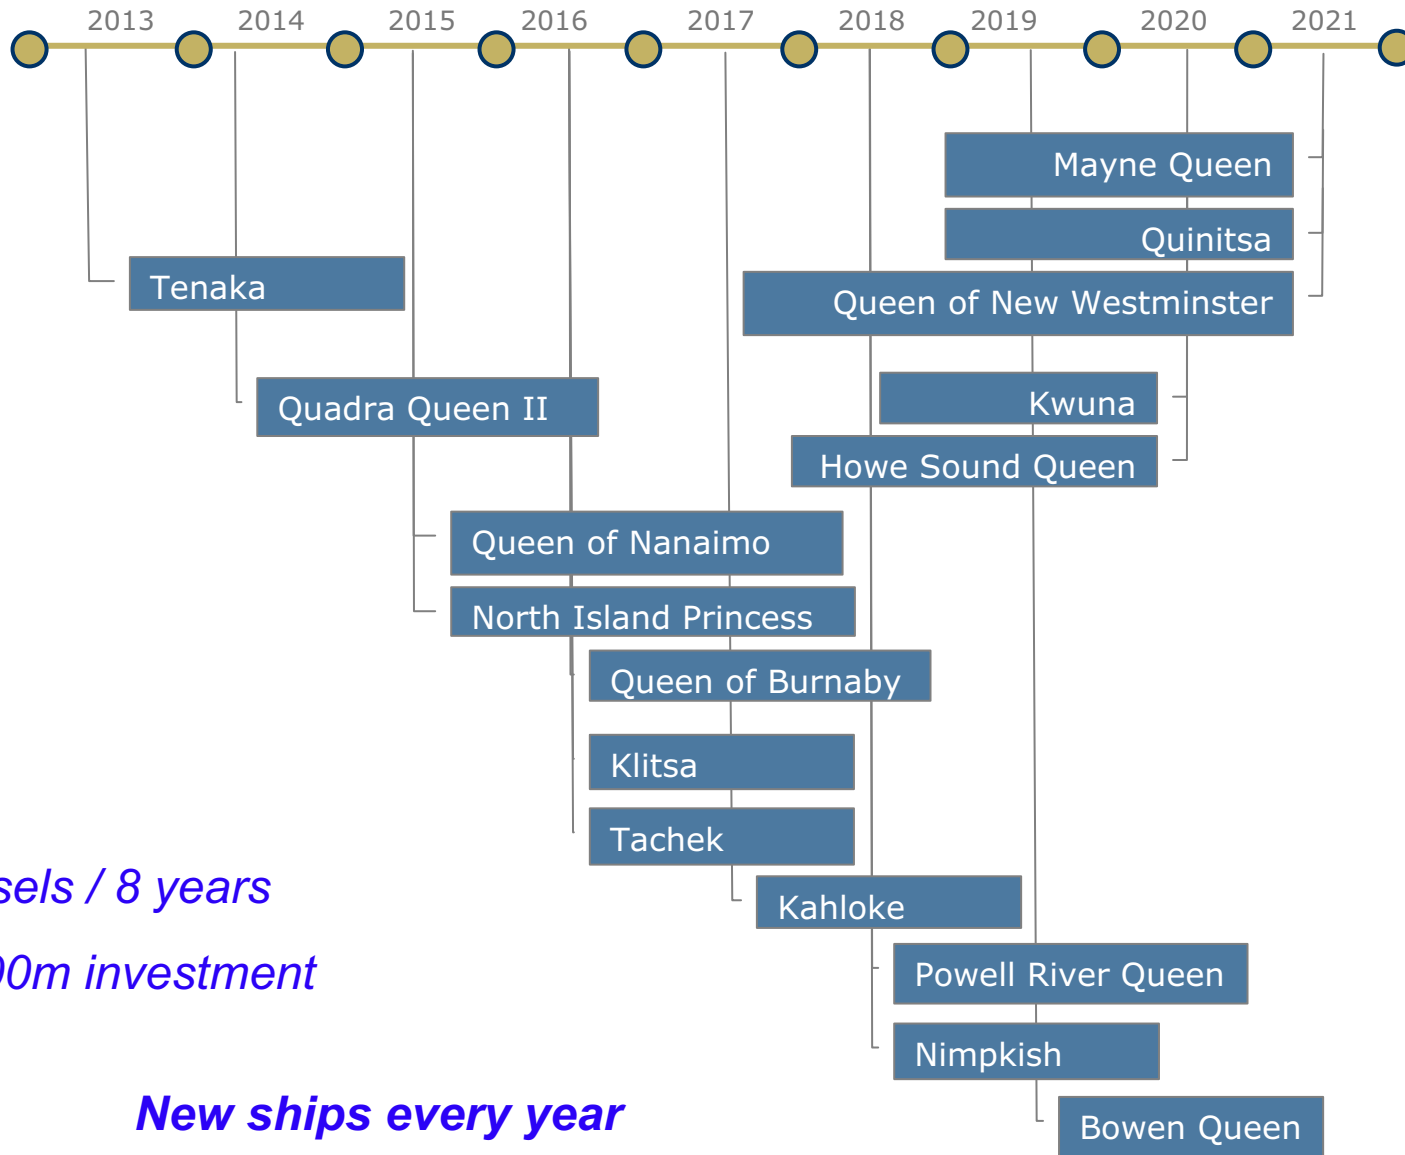 2013 2014 2015 2016 2017 2018 2019 2020 2021
Mayne Queen
Quinitsa
Tenaka
Queen of New Westminster
Kwuna
Quadra Queen II
Howe Sound Queen
Queen of Nanaimo
North Island Princess
Queen of Burnaby
Klitsa
Tachek
sels / 8 years
Kahloke
00m investment
Powell River Queen
Nimpkish
New ships every year
Bowen Queen